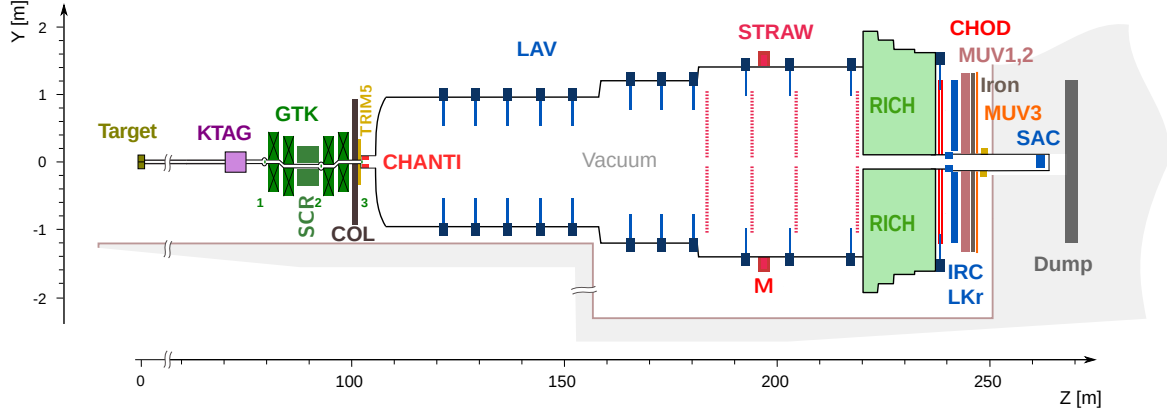 Y [m]
2
1
0
-1
-2
Target
KTAG
GTK
1
2
3
SCR
COL
TRIM5
CHANTI
LAV
Vacuum
STRAW
M
RICH
RICH
CHOD
MUV1,2
Iron
MUV3
SAC
IRC
LKr
Dump
0
100
150
200
250
Z [m]